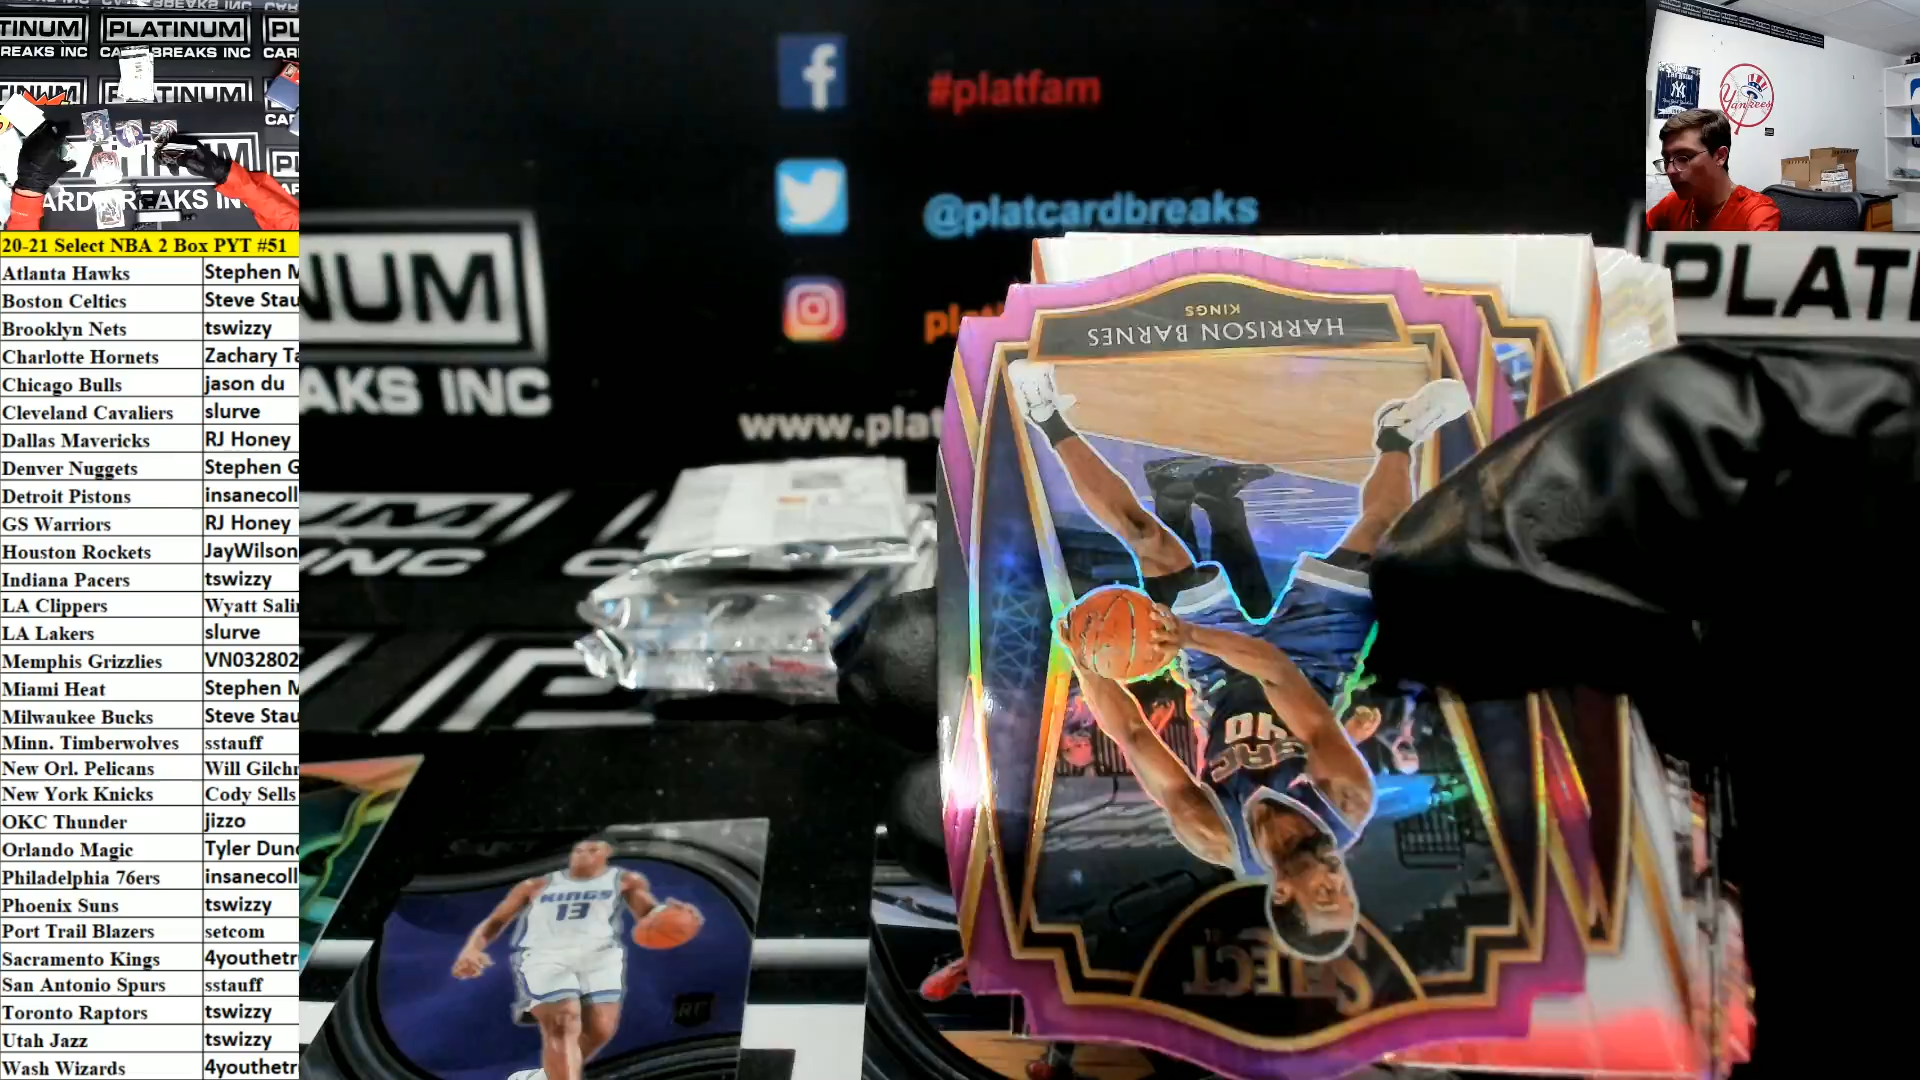 PLATINUM
CARD BREAKS INC
20-21 Select NBA 2 Box PYT #51
Atlanta Hawks Stephen M
Boston Celtics Steve Stau
Brooklyn Nets tswizzy
Charlotte Hornets Zachary Ta
Chicago Bulls jason du
Cleveland Cavaliers slurve
Dallas Mavericks RJ Honey
Denver Nuggets Stephen G
Detroit Pistons insanecoll
GS Warriors RJ Honey
Houston Rockets JayWilson
Indiana Pacers tswizzy
LA Clippers Wyatt Salin
LA Lakers slurve
Memphis Grizzlies VN032802
Miami Heat Stephen M
Milwaukee Bucks Steve Stau
Minn. Timberwolves sstauff
New Orl. Pelicans Will Gilchr
New York Knicks Cody Sells
OKC Thunder jizzo
Orlando Magic Tyler Dunc
Philadelphia 76ers insanecoll
Phoenix Suns tswizzy
Port Trail Blazers setcom
Sacramento Kings 4youthetr
San Antonio Spurs sstauff
Toronto Raptors tswizzy
Utah Jazz tswizzy
Wash Wizards 4youthetr
#platfam
@platcardbreaks
plat
www.plat
NUM
AKS INC
PLATI
Yankees
KINGS
HARRISON BARNES
SAC
40
SELECT
KINGS
13